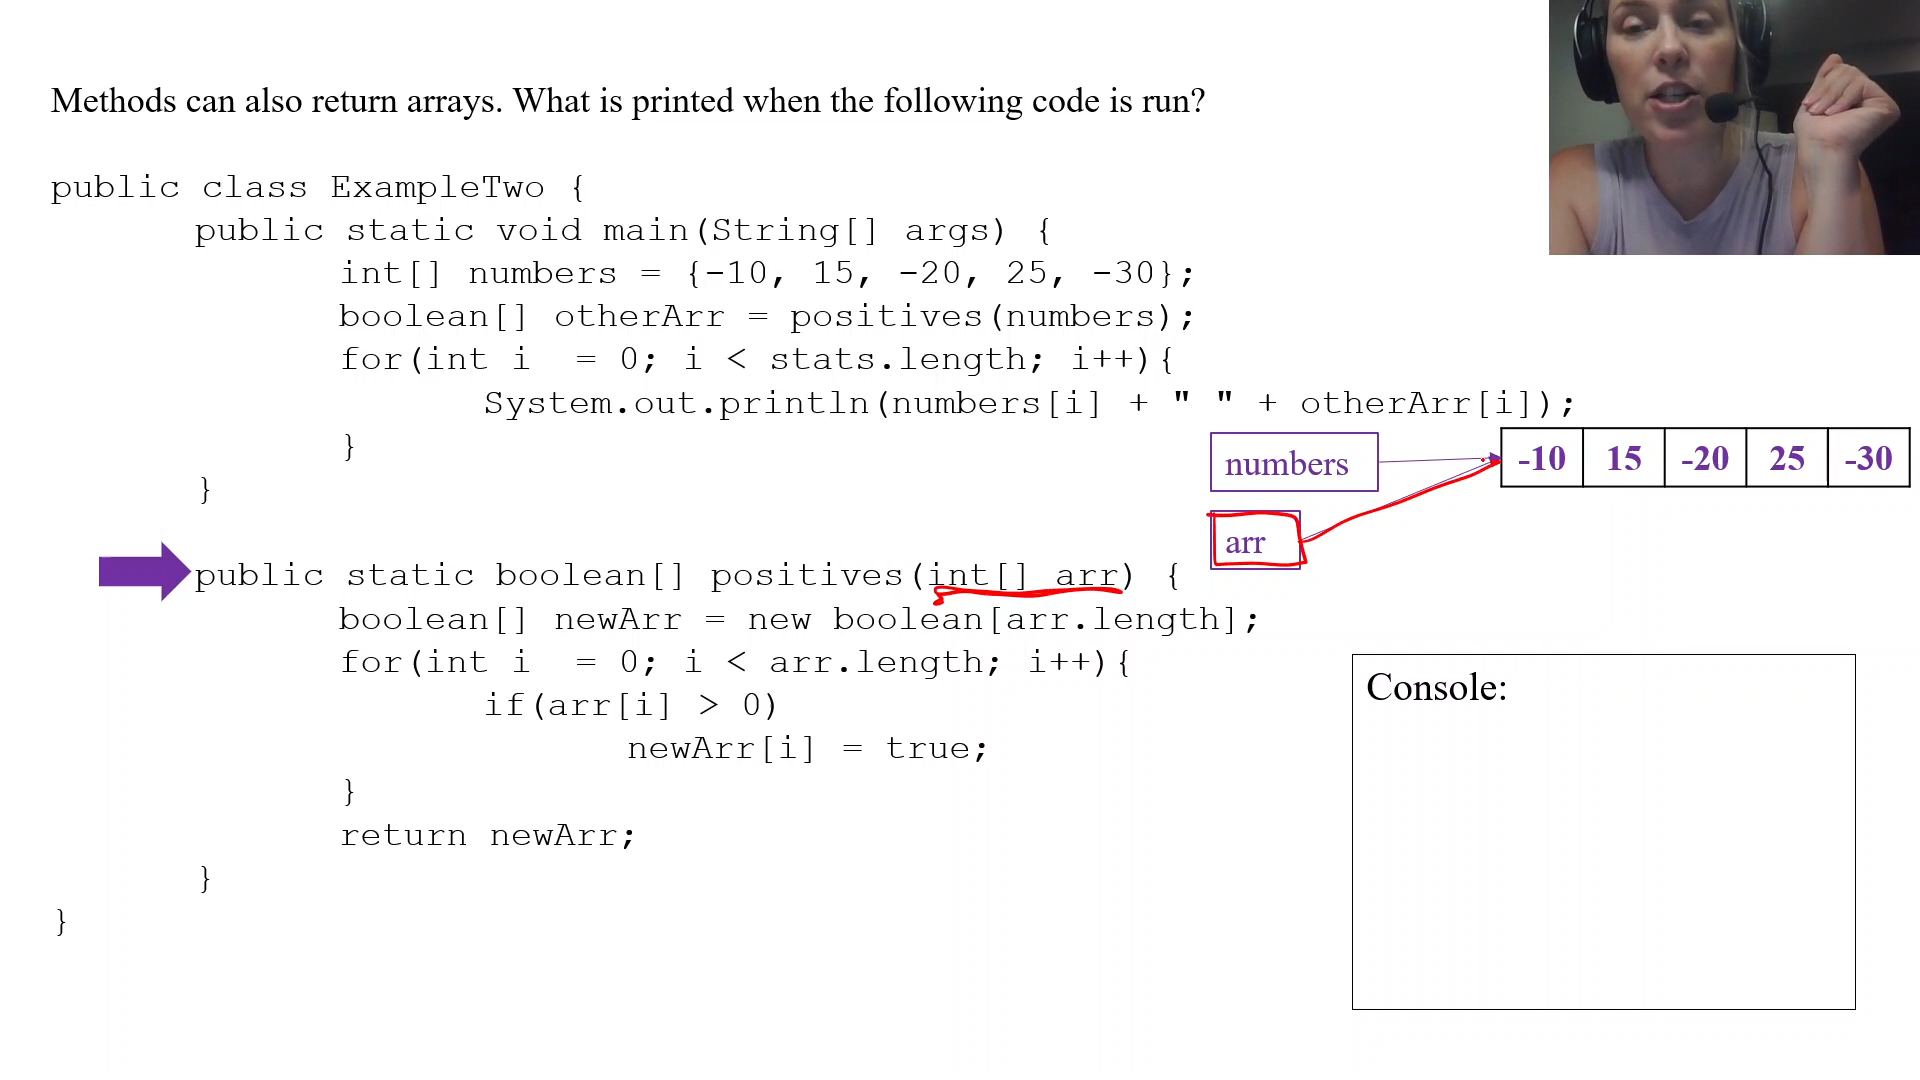 Methods can also return arrays. What is printed when the following code is run?
public class ExampleTwo {
public static void main(String[] args) {
int[] numbers = {-10, 15, -20, 25, -30};
boolean[] otherArr = positives(numbers);
for(int i  = 0; i < stats.length; i++){
System.out.println(numbers[i] + " " + otherArr[i]);
}
}
numbers
-10 15 -20 25 -30
arr
public static boolean[] positives(int[] arr) {
boolean[] newArr = new boolean[arr.length];
for(int i  = 0; i < arr.length; i++){
if(arr[i] > 0)
newArr[i] = true;
}
return newArr;
}
}
Console: